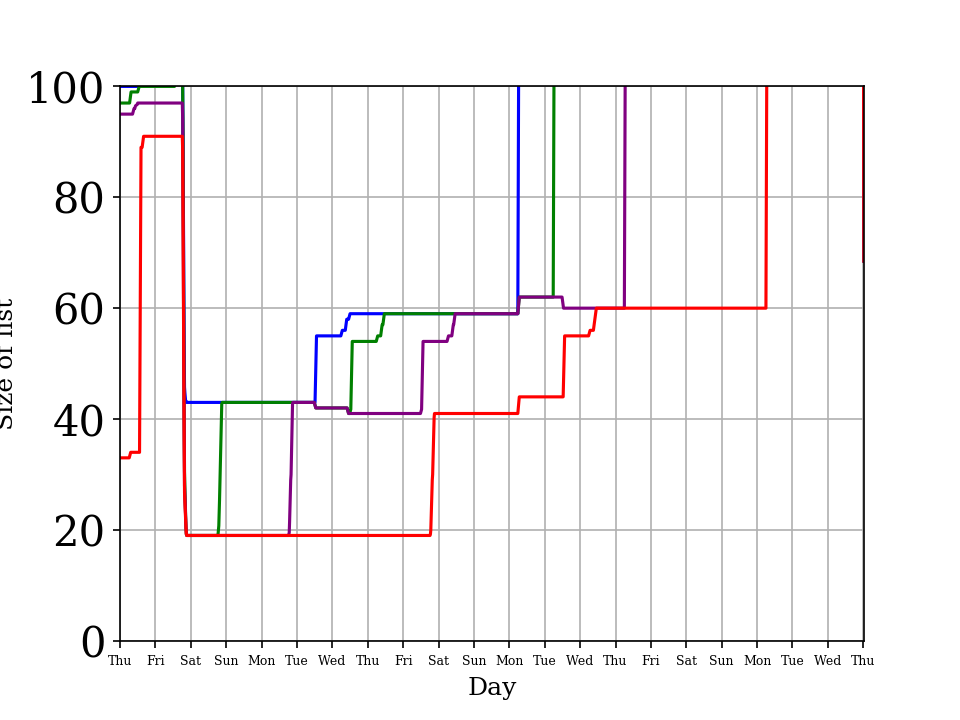 100
80
60
40
20
0
Size of list
Thu Fri Sat Sun Mon Tue Wed Thu Fri Sat Sun Mon Tue Wed Thu Fri Sat Sun Mon Tue Wed Thu
Day